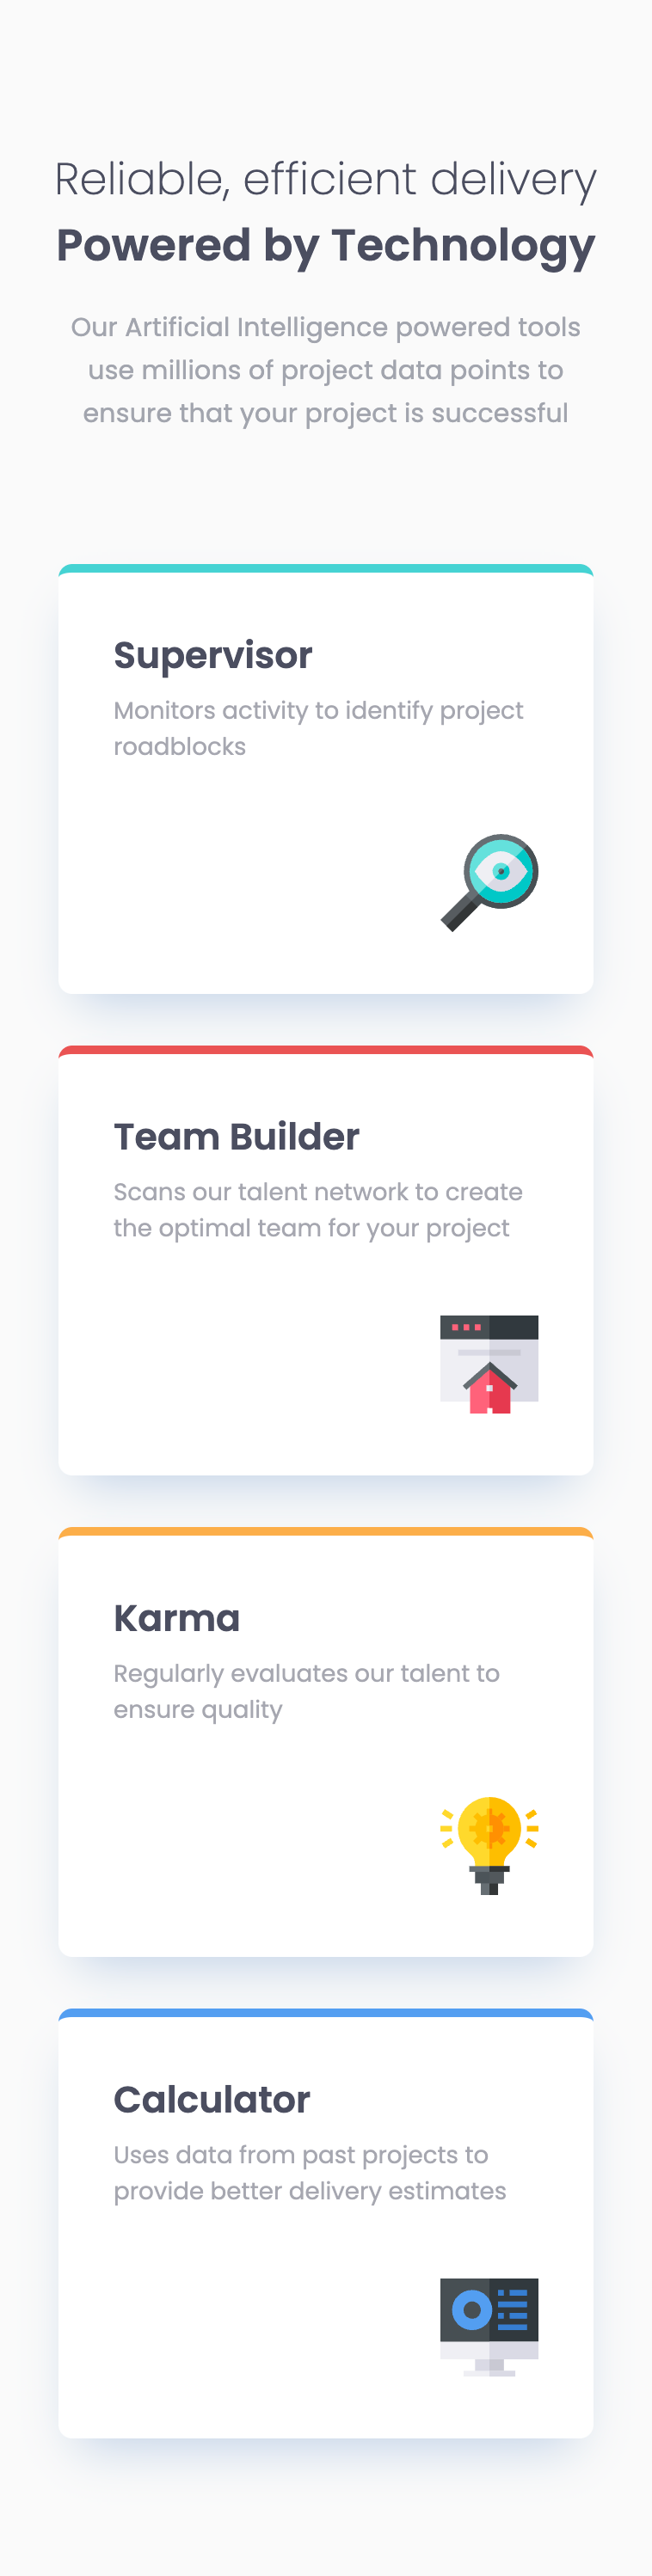 Reliable, efficient delivery
Powered by Technology
Our Artificial Intelligence powered tools
use millions of project data points to
ensure that your project is successful
Supervisor
Monitors activity to identify project
roadblocks
Team Builder
Scans our talent network to create
the optimal team for your project
Karma
Regularly evaluates our talent to
ensure quality
Calculator
Uses data from past projects to
provide better delivery estimates